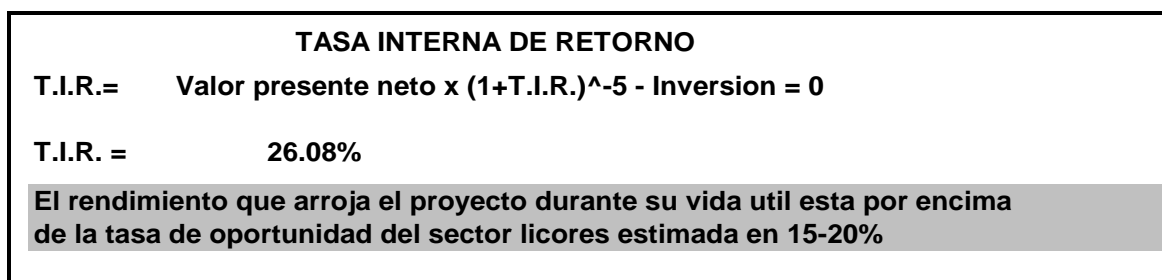 TASA INTERNA DE RETORNO
T.I.R.= Valor presente neto x (1+T.I.R.)^-5 - Inversion = 0
T.I.R. = 26.08%
El rendimiento que arroja el proyecto durante su vida util esta por encima
de la tasa de oportunidad del sector licores estimada en 15-20%